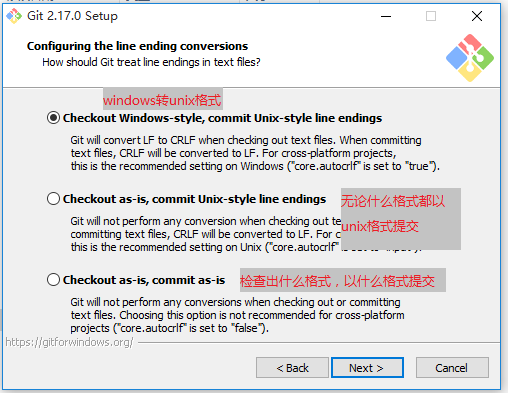 Git 2.17.0 Setup
Configuring the line ending conversions
How should Git treat line endings in text files?
windows转unix格式
Checkout Windows-style, commit Unix-style line endings
Git will convert LF to CRLF when checking out text files. When committing
text files, CRLF will be converted to LF. For cross-platform projects,
this is the recommended setting on Windows ("core.autocrlf" is set to "true").
Checkout as-is, commit Unix-style line endings
无论什么格式都以
unix格式提交
Git will not perform any conversion when checking out te
committing text files, CRLF will be converted to LF. For c
this is the recommended setting on Unix ("core.autocrlf" is set to "input").
Checkout as-is, commit as-is
检查出什么格式，以什么格式提交
Git will not perform any conversions when checking out or committing
text files. Choosing this option is not recommended for cross-platform
projects ("core.autocrlf" is set to "false").
https://gitforwindows.org/
< Back
Next >
Cancel